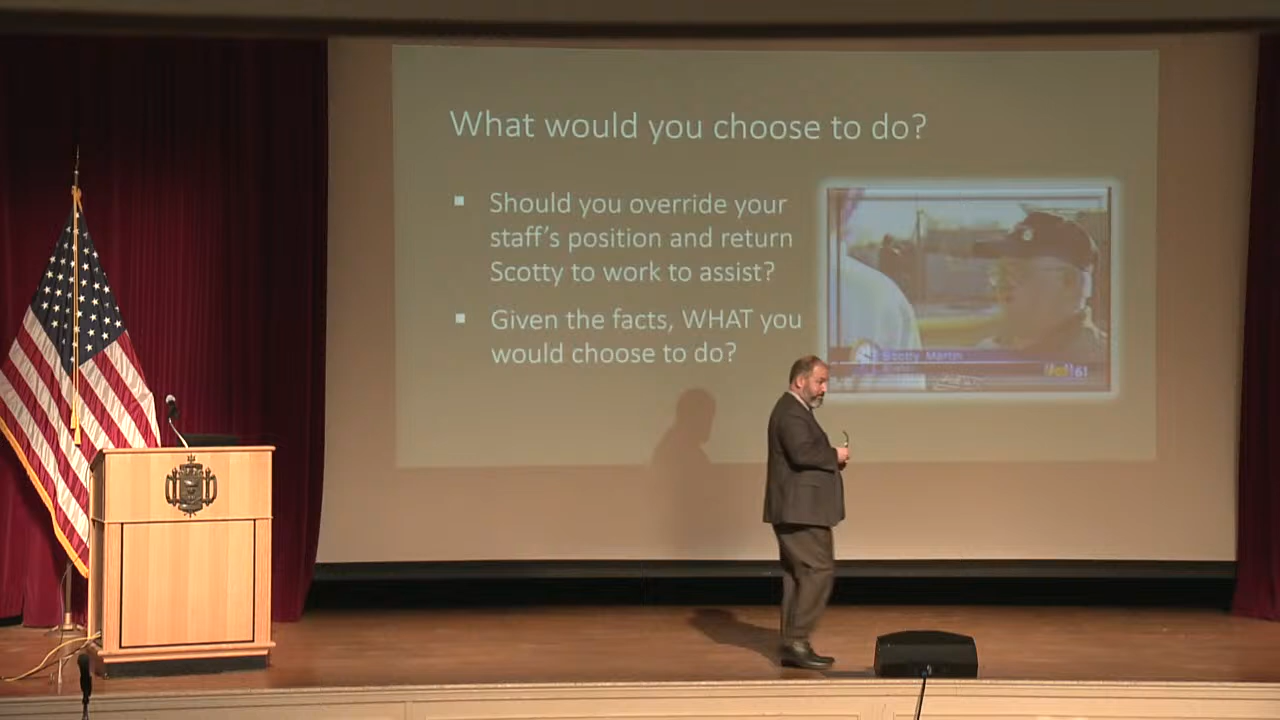 What would you choose to do?
Should you override your
staff's position and return
Scotty to work to assist?
Given the facts, WHAT you
would choose to do?
Scotty Martin
61